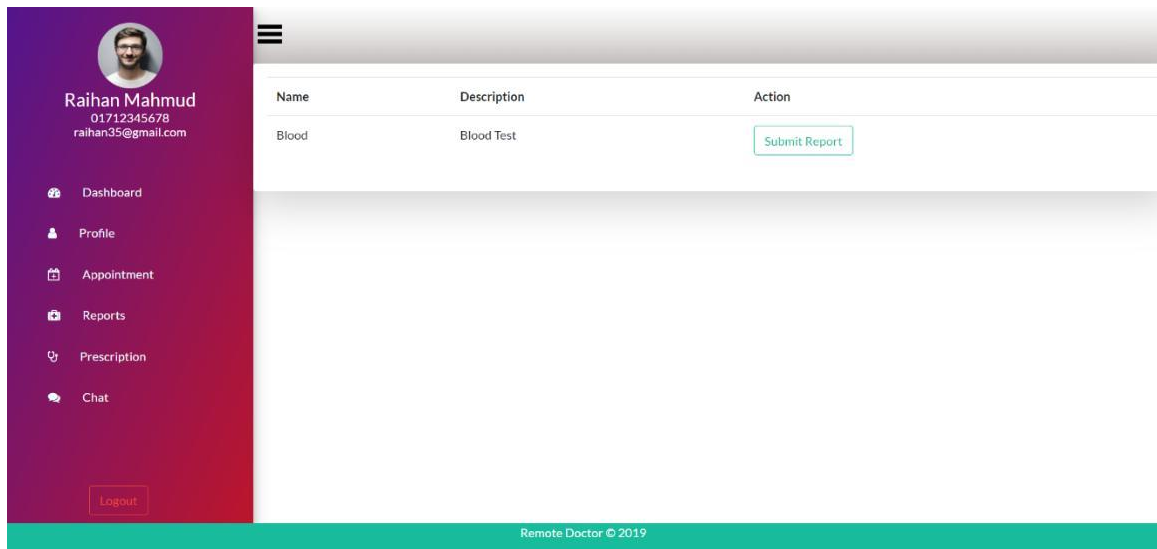 Raihan Mahmud
01712345678
raihan35@gmail.com
Dashboard
Profile
Appointment
Reports
Prescription
Chat
Logout
Name Description Action
Blood Blood Test Submit Report
Remote Doctor © 2019